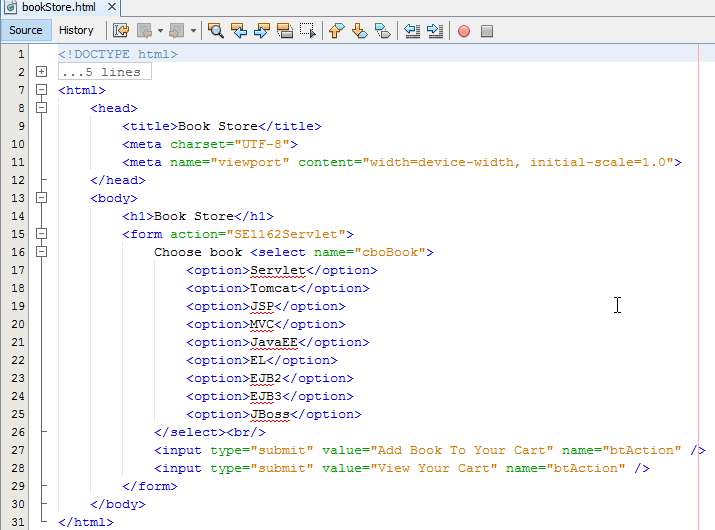 bookStore.html
Source History
1 <!DOCTYPE html>
2 ...5 lines
7 <html>
8 <head>
9 <title>Book Store</title>
10 <meta charset="UTF-8">
11 <meta name="viewport" content="width=device-width, initial-scale=1.0">
12 </head>
13 <body>
14 <h1>Book Store</h1>
15 <form action="SE1162Servlet">
16 Choose book <select name="cboBook">
17 <option>Servlet</option>
18 <option>Tomcat</option>
19 <option>JSP</option>
20 <option>MVC</option>
21 <option>JavaEE</option>
22 <option>EL</option>
23 <option>EJB2</option>
24 <option>EJB3</option>
25 <option>JBoss</option>
26 </select><br/>
27 <input type="submit" value="Add Book To Your Cart" name="btAction" />
28 <input type="submit" value="View Your Cart" name="btAction" />
29 </form>
30 </body>
31 </html>